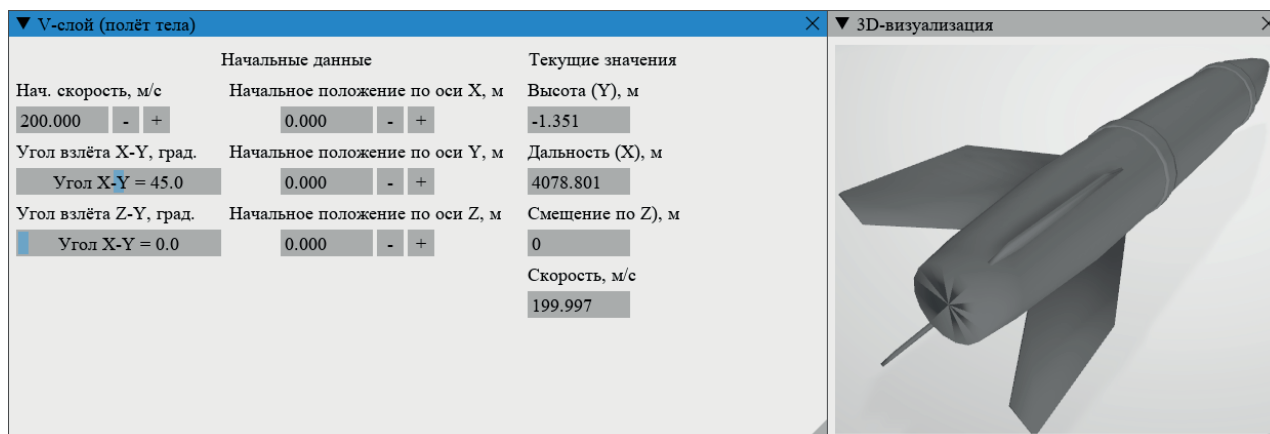 ▼ V-слой (полёт тела)
Начальные данные
Текущие значения
Нач. скорость, м/с
Начальное положение по оси X, м
Высота (Y), м
200.000 - +
0.000 - +
-1.351
Угол взлёта X-Y, град.
Начальное положение по оси Y, м
Дальность (X), м
Угол X-Y = 45.0
0.000 - +
4078.801
Угол взлёта Z-Y, град.
Начальное положение по оси Z, м
Смещение по Z), м
Угол X-Y = 0.0
0.000 - +
0
Скорость, м/с
199.997
▼ 3D-визуализация